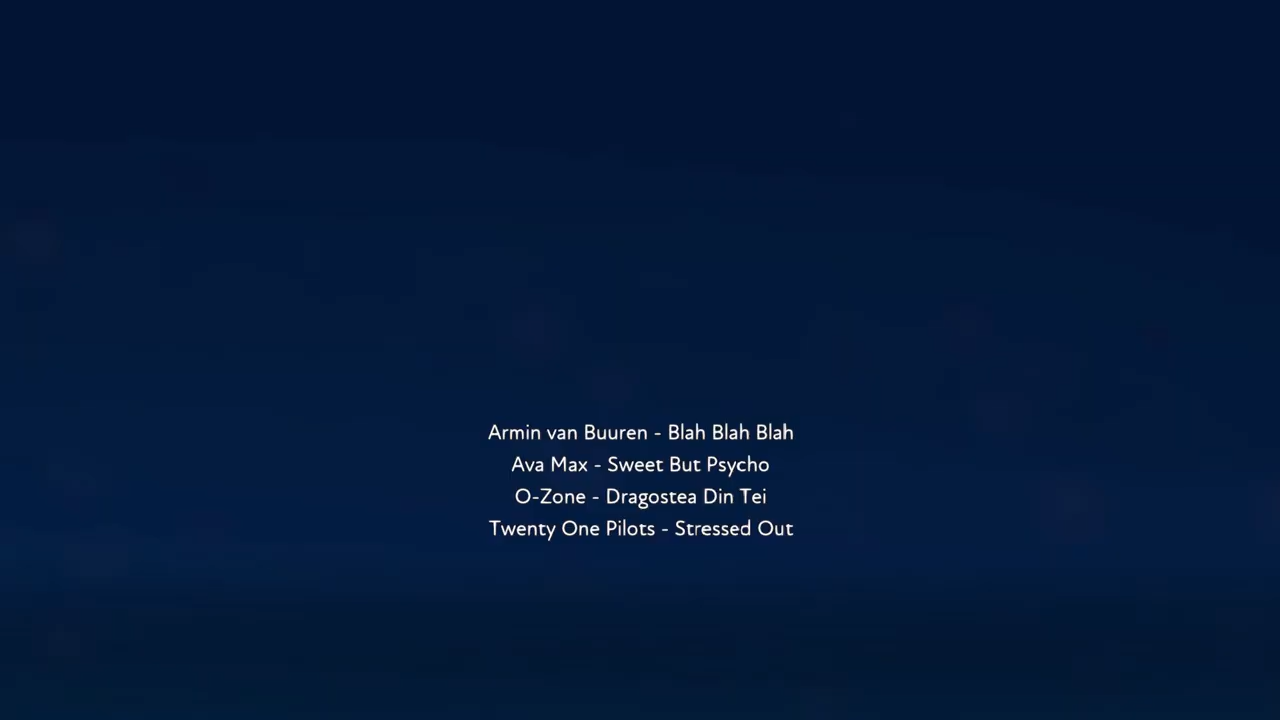 Armin van Buuren - Blah Blah Blah
Ava Max - Sweet But Psycho
O-Zone - Dragostea Din Tei
Twenty One Pilots - Stressed Out